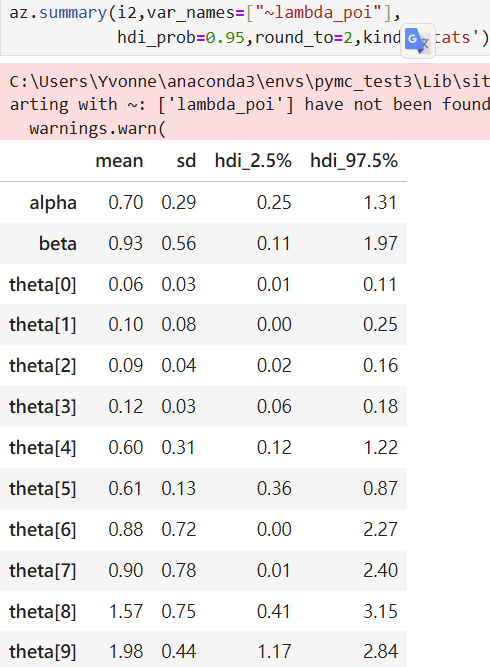 az.summary(i2,var_names=["~lambda_poi"],
hdi_prob=0.95,round_to=2,kind tats')
C:\Users\Yvonne\anaconda3\envs\pymc_test3\Lib\sit
arting with ~: ['lambda_poi'] have not been found
warnings.warn(
mean sd hdi_2.5% hdi_97.5%
alpha 0.70 0.29 0.25 1.31
beta 0.93 0.56 0.11 1.97
theta[0] 0.06 0.03 0.01 0.11
theta[1] 0.10 0.08 0.00 0.25
theta[2] 0.09 0.04 0.02 0.16
theta[3] 0.12 0.03 0.06 0.18
theta[4] 0.60 0.31 0.12 1.22
theta[5] 0.61 0.13 0.36 0.87
theta[6] 0.88 0.72 0.00 2.27
theta[7] 0.90 0.78 0.01 2.40
theta[8] 1.57 0.75 0.41 3.15
theta[9] 1.98 0.44 1.17 2.84